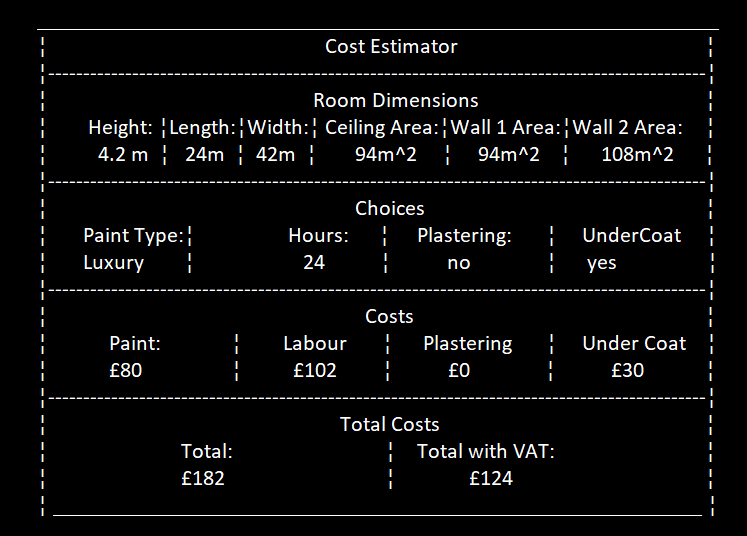 Cost Estimator
Room Dimensions
Height: ¦ Length: ¦ Width: ¦ Ceiling Area: ¦ Wall 1 Area: ¦ Wall 2 Area:
4.2 m ¦ 24m ¦ 42m ¦ 94m^2 ¦ 94m^2 ¦ 108m^2
Choices
Paint Type: ¦ Hours: ¦ Plastering: ¦ UnderCoat
Luxury ¦ 24 ¦ no ¦ yes
Costs
Paint: ¦ Labour ¦ Plastering ¦ Under Coat
£80 ¦ £102 ¦ £0 ¦ £30
Total Costs
Total: ¦ Total with VAT:
£182 ¦ £124